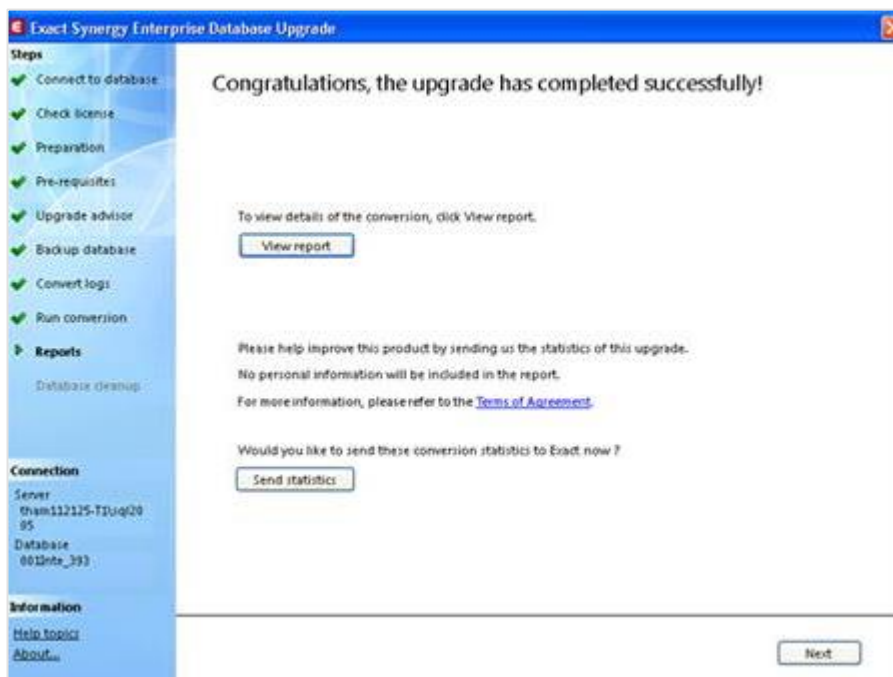 Exact Synergy Enterprise Database Upgrade
Steps
Connect to database
Check license
Preparation
Pre-requisites
Upgrade advisor
Backup database
Convert logs
Run conversion
Reports
Database cleanup
Connection
Server
Database
001Inte_393
Information
Help topics
About...
Congratulations, the upgrade has completed successfully!
To view details of the conversion, click View report.
View report
Please help improve this product by sending us the statistics of this upgrade.
No personal information will be included in the report.
For more information, please refer to the Terms of Agreement.
Would you like to send these conversion statistics to Exact now ?
Send statistics
Next